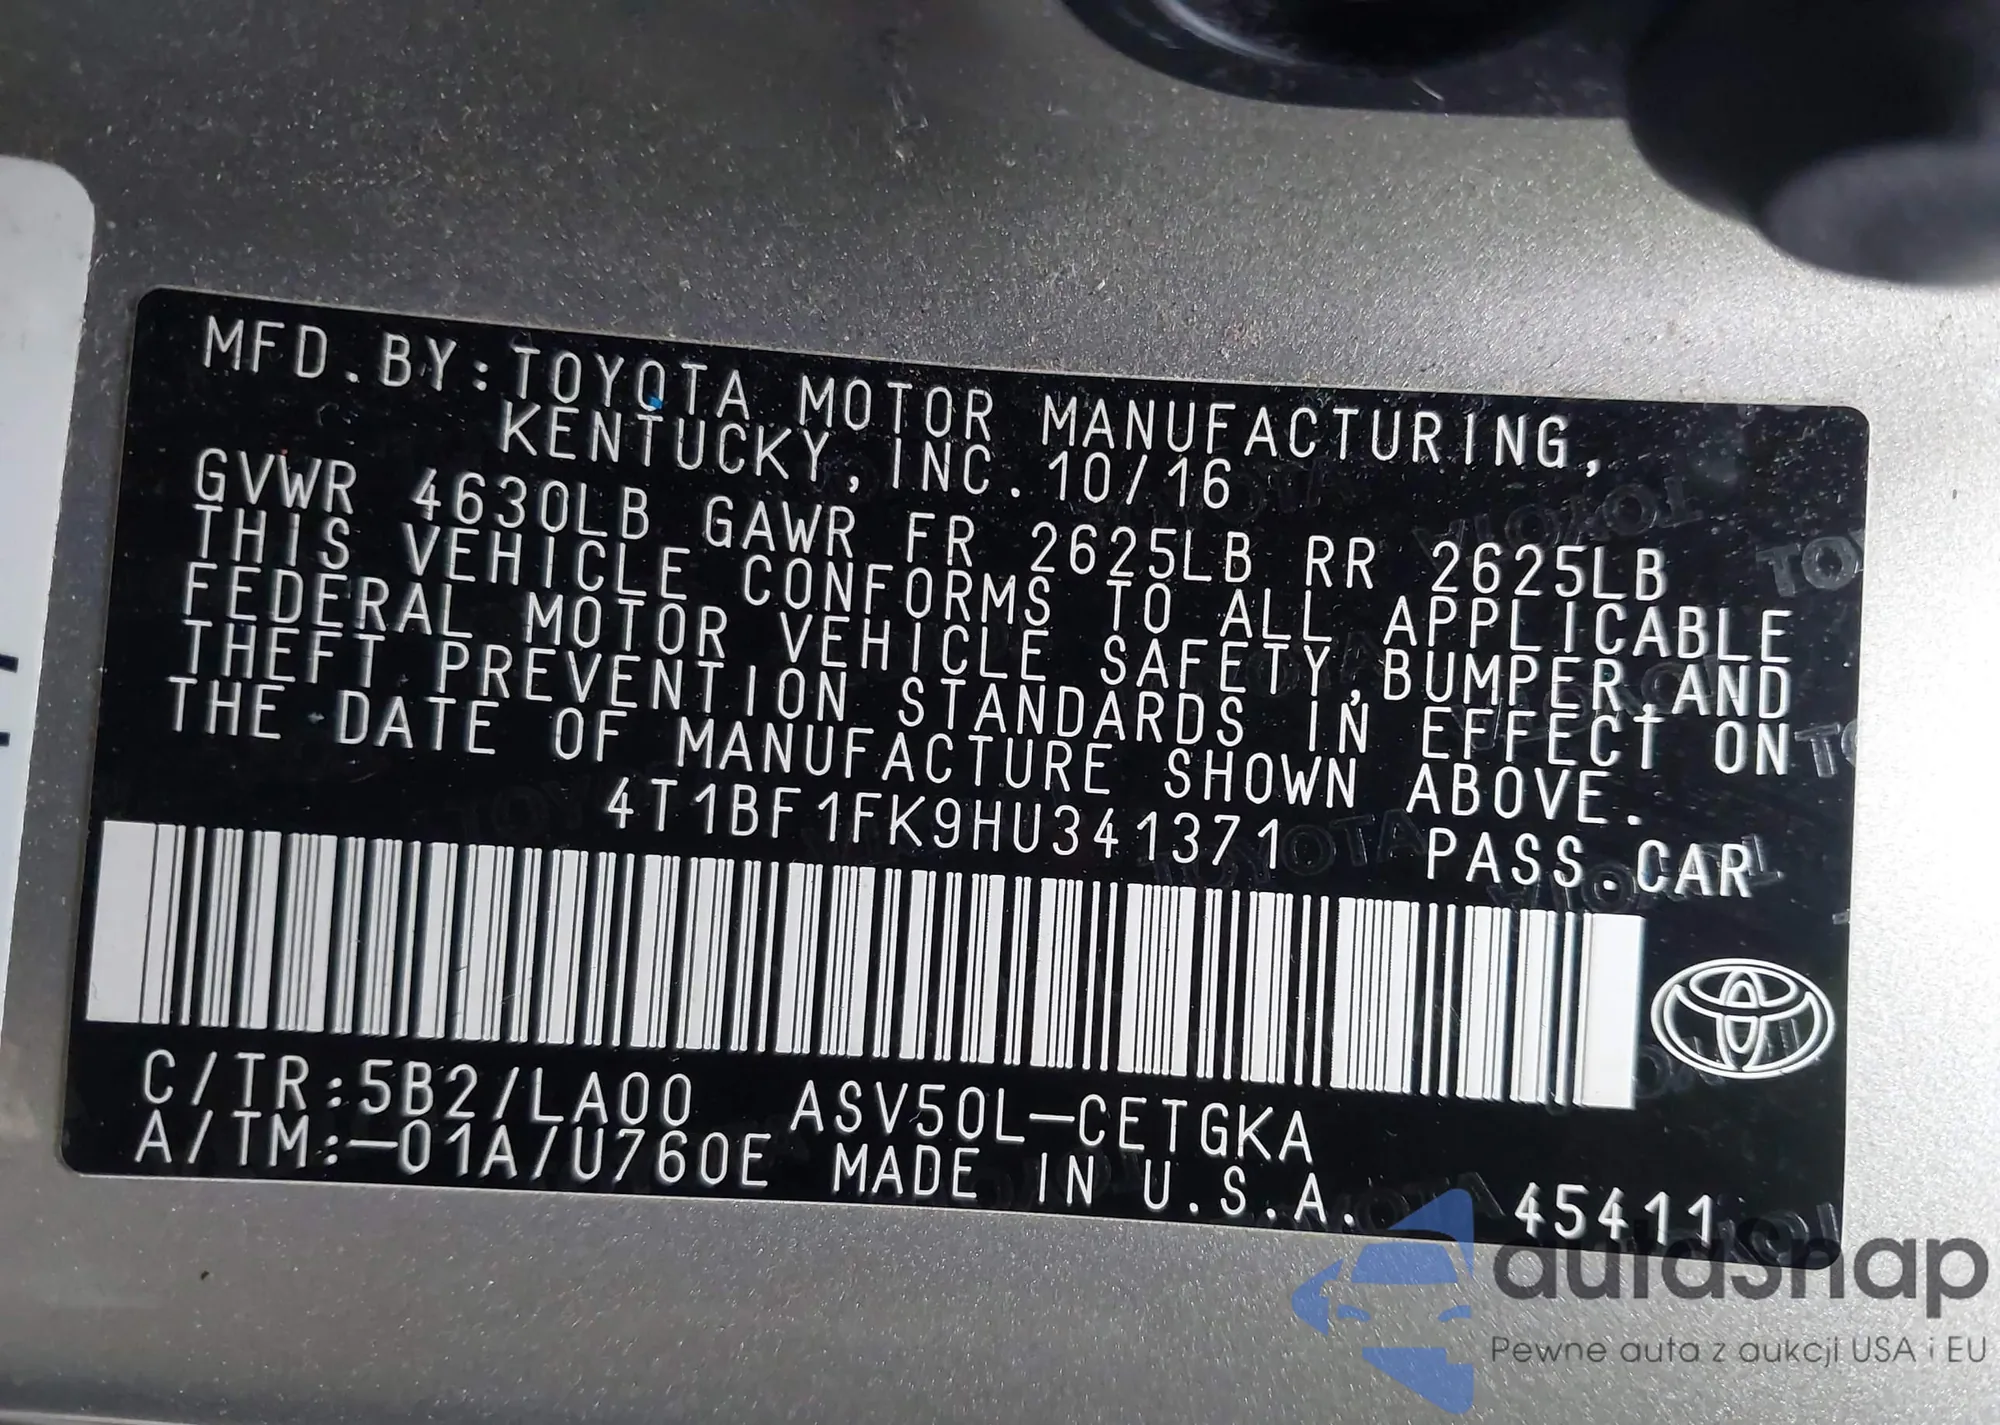 MFD.BY:TOYOTA MOTOR MANUFACTURING,
KENTUCKY, INC. 10/16
GVWR 4630LB GAWR FR 2625LB RR 2625LB
THIS VEHICLE CONFORMS TO ALL APPLICABLE
FEDERAL MOTOR VEHICLE SAFETY,BUMPER,AND
THEFT PREVENTION STANDARDS IN EFFECT ON
THE DATE OF MANUFACTURE SHOWN ABOVE.
4T1BF1FK9HU341371 PASS.CAR
C/TR:5B2/LA00 ASV50L-CETGKA
A/TM:-01A/U760E MADE IN U.S.A. 45411
autoSnap
Pewne auta z aukcji USA i EU